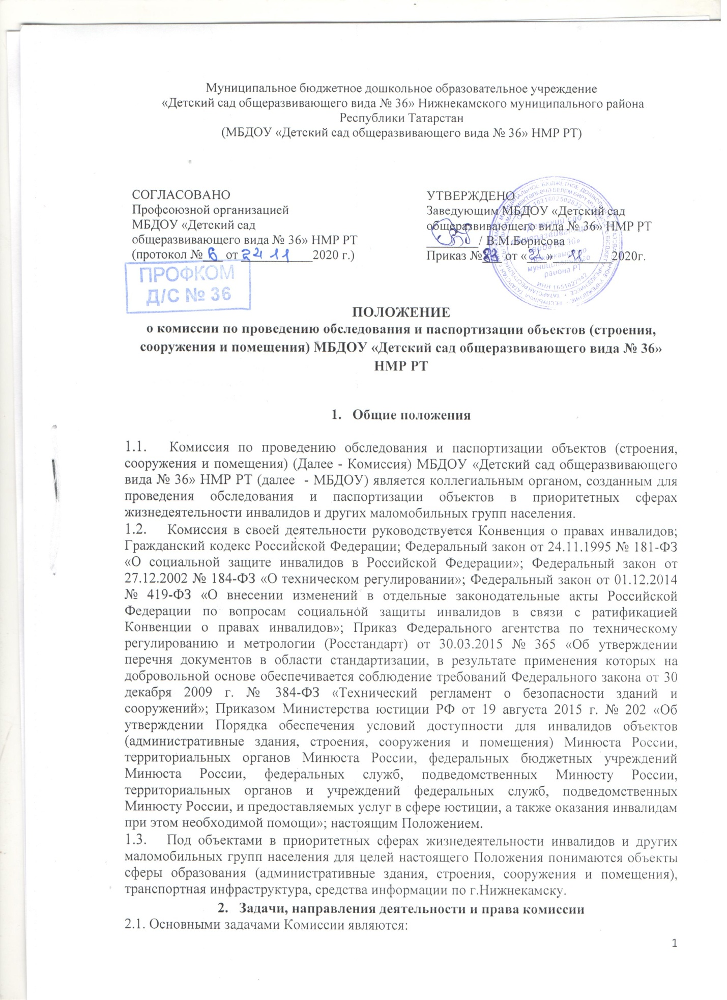 Муниципальное бюджетное дошкольное образовательное учреждение
«Детский сад общеразвивающего вида № 36» Нижнекамского муниципального района
Республики Татарстан
(МБДОУ «Детский сад общеразвивающего вида № 36» НМР РТ)
СОГЛАСОВАНО
Профсоюзной организацией
МБДОУ «Детский сад
общеразвивающего вида № 36» НМР РТ
(протокол № 6 от 24 11 2020 г.)
ПРОФКОМ
Д/С № 36
УТВЕРЖДЕНО
Заведующим МБДОУ «Детский сад
общеразвивающего вида № 36» НМР РТ
________/ В.М.Борисова
Приказ № 83 от « » 11 2020г.
«Детский сад
общеразвивающего
вида № 36»
Нижнекамского
муниципального
района РТ
ПОЛОЖЕНИЕ
о комиссии по проведению обследования и паспортизации объектов (строения,
сооружения и помещения) МБДОУ «Детский сад общеразвивающего вида № 36»
НМР РТ
1. Общие положения
1.1. Комиссия по проведению обследования и паспортизации объектов (строения,
сооружения и помещения) (Далее - Комиссия) МБДОУ «Детский сад общеразвивающего
вида № 36» НМР РТ (далее - МБДОУ) является коллегиальным органом, созданным для
проведения обследования и паспортизации объектов в приоритетных сферах
жизнедеятельности инвалидов и других маломобильных групп населения.
1.2. Комиссия в своей деятельности руководствуется Конвенция о правах инвалидов;
Гражданский кодекс Российской Федерации; Федеральный закон от 24.11.1995 № 181-ФЗ
«О социальной защите инвалидов в Российской Федерации»; Федеральный закон от
27.12.2002 № 184-ФЗ «О техническом регулировании»; Федеральный закон от 01.12.2014
№ 419-ФЗ «О внесении изменений в отдельные законодательные акты Российской
Федерации по вопросам социальной защиты инвалидов в связи с ратификацией
Конвенции о правах инвалидов»; Приказ Федерального агентства по техническому
регулированию и метрологии (Росстандарт) от 30.03.2015 № 365 «Об утверждении
перечня документов в области стандартизации, в результате применения которых на
добровольной основе обеспечивается соблюдение требований Федерального закона от 30
декабря 2009 г. № 384-ФЗ «Технический регламент о безопасности зданий и
сооружений»; Приказом Министерства юстиции РФ от 19 августа 2015 г. № 202 «Об
утверждении Порядка обеспечения условий доступности для инвалидов объектов
(административные здания, строения, сооружения и помещения) Минюста России,
территориальных органов Минюста России, федеральных бюджетных учреждений
Минюста России, федеральных служб, подведомственных Минюсту России,
территориальных органов и учреждений федеральных служб, подведомственных
Минюсту России, и предоставляемых услуг в сфере юстиции, а также оказания инвалидам
при этом необходимой помощи»; настоящим Положением.
1.3. Под объектами в приоритетных сферах жизнедеятельности инвалидов и других
маломобильных групп населения для целей настоящего Положения понимаются объекты
сферы образования (административные здания, строения, сооружения и помещения),
транспортная инфраструктура, средства информации по г.Нижнекамску.
2. Задачи, направления деятельности и права комиссии
2.1. Основными задачами Комиссии являются:
1